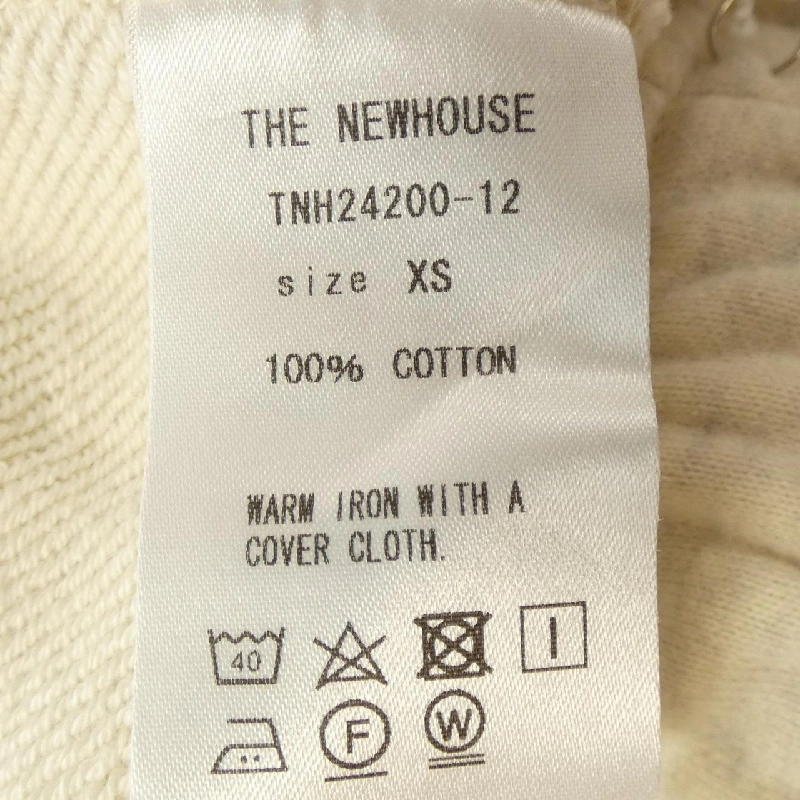 THE NEWHOUSE
TNH24200-12
size XS
100% COTTON
WARM IRON WITH A
COVER CLOTH.
40
F
W